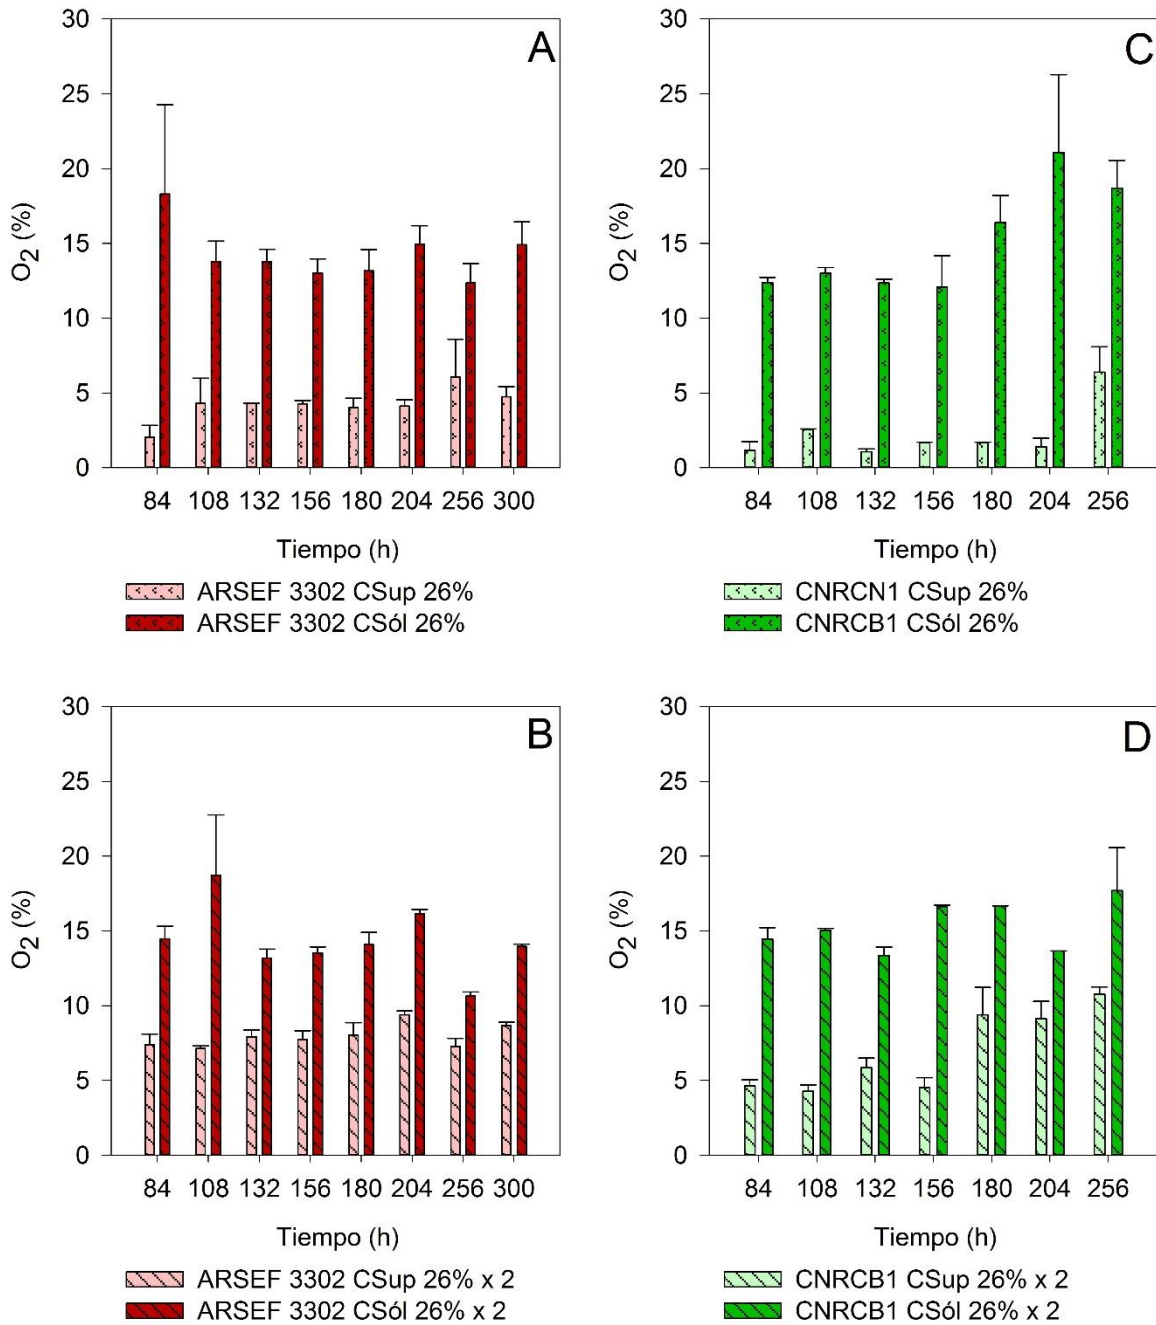 A
30
25
20
15
10
5
0
O2 (%)
84 108 132 156 180 204 256 300
Tiempo (h)
ARSEF 3302 CSup 26%
ARSEF 3302 CSól 26%
C
30
25
20
15
10
5
0
O2 (%)
84 108 132 156 180 204 256
Tiempo (h)
CNRCN1 CSup 26%
CNRCB1 CSól 26%
B
30
25
20
15
10
5
0
O2 (%)
84 108 132 156 180 204 256 300
Tiempo (h)
ARSEF 3302 CSup 26% x 2
ARSEF 3302 CSól 26% x 2
D
30
25
20
15
10
5
0
O2 (%)
84 108 132 156 180 204 256
Tiempo (h)
CNRCB1 CSup 26% x 2
CNRCB1 CSól 26% x 2